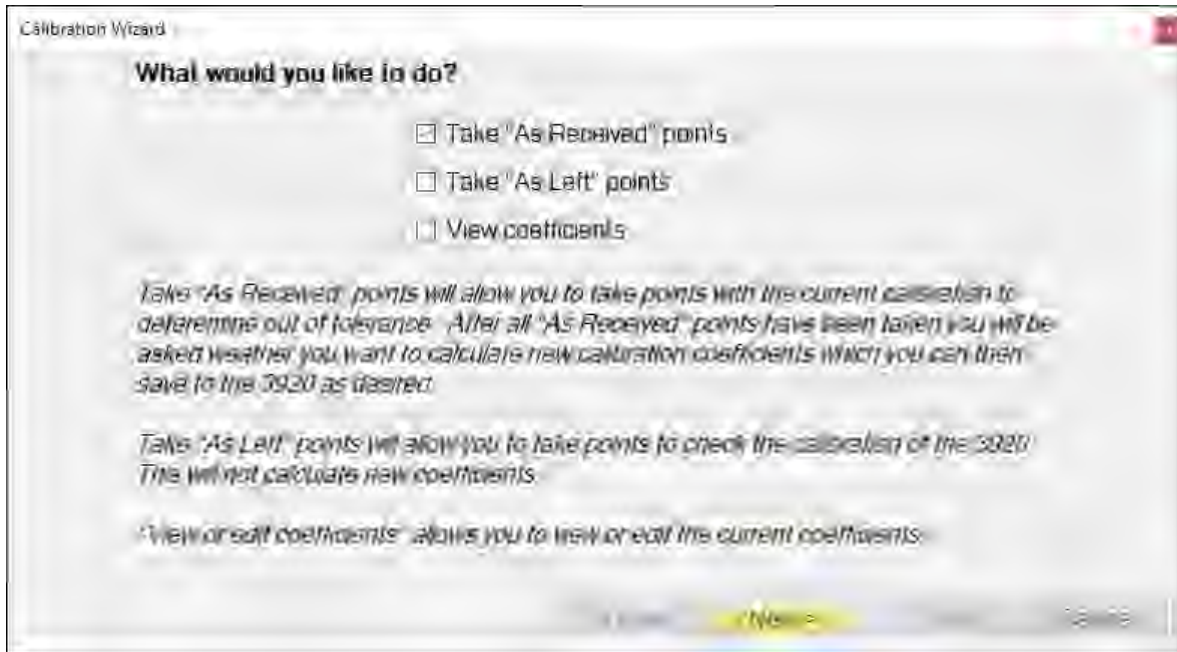 Calibration Wizard
What would you like to do?
Take "As Received" points
Take "As Left" points
View coefficients
Take "As Received" points will allow you to take points with the current calibration to
determine out of tolerance. After all "As Received" points have been taken you will be
asked weather you want to calculate new calibration coefficients which you can then
save to the 3920 as desired.
Take "As Left" points will allow you to take points to check the calibration of the 3920.
This will not calculate new coefficients.
"View or edit coefficients" allows you to view or edit the current coefficients.
Next
Cancel